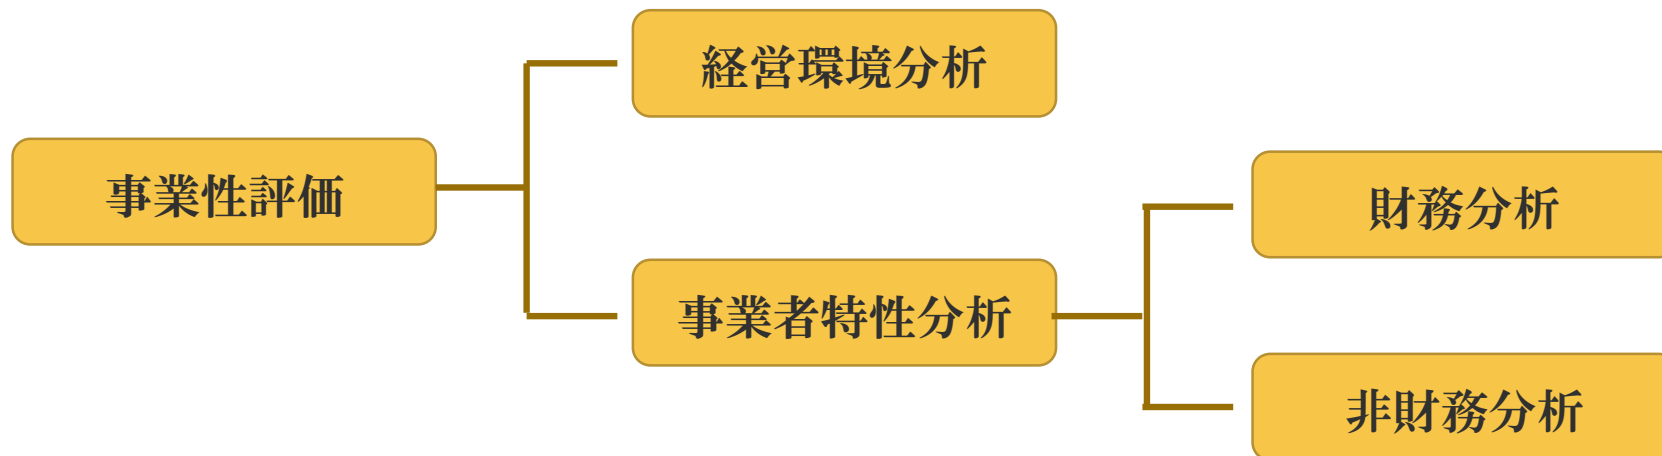 経営環境分析
事業性評価
財務分析
事業者特性分析
非財務分析